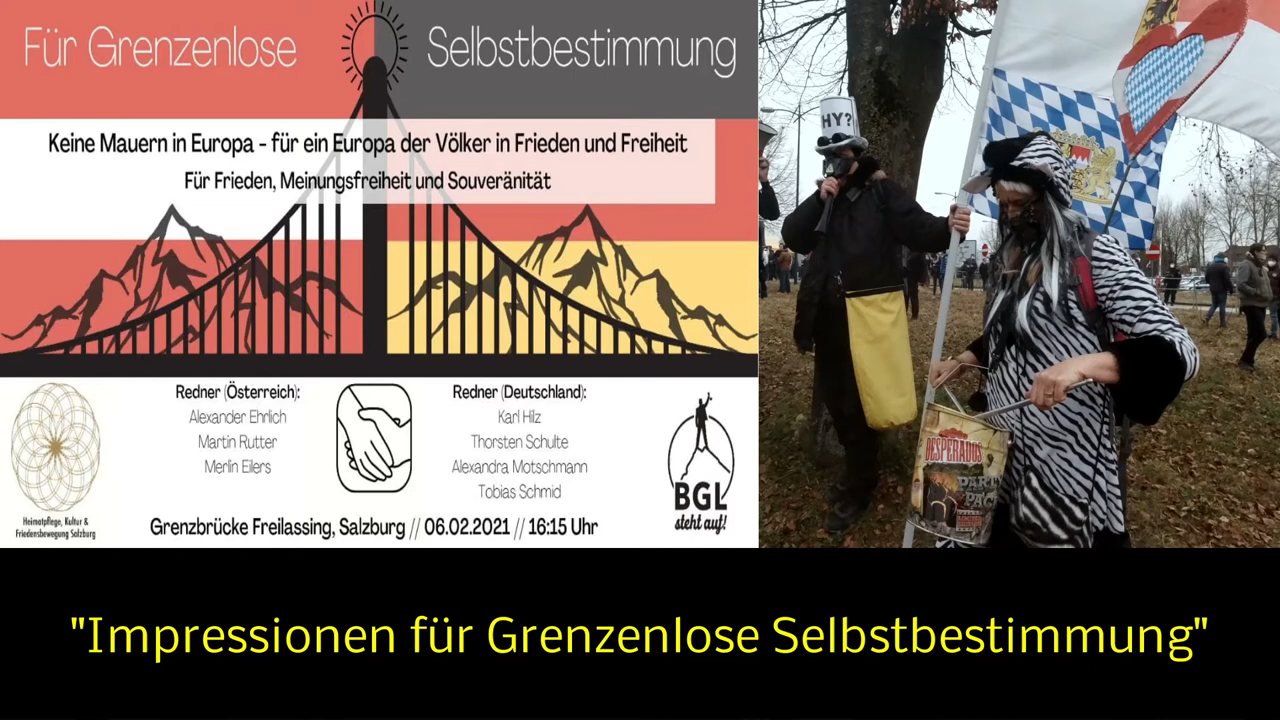 Für Grenzenlose Selbstbestimmung
Keine Mauern in Europa - für ein Europa der Völker in Frieden und Freiheit
Für Frieden, Meinungsfreiheit und Souveränität
Redner (Österreich):
Alexander Ehrlich
Martin Rutter
Merlin Eilers
Redner (Deutschland):
Karl Hilz
Thorsten Schulte
Alexandra Motschmann
Tobias Schmid
Heimatpflege, Kultur &
Friedensbewegung Salzburg
BGL
steht auf!
Grenzbrücke Freilassing, Salzburg // 06.02.2021 // 16:15 Uhr
HY?
DESPERADOS
PARTY
PACK
"Impressionen für Grenzenlose Selbstbestimmung"